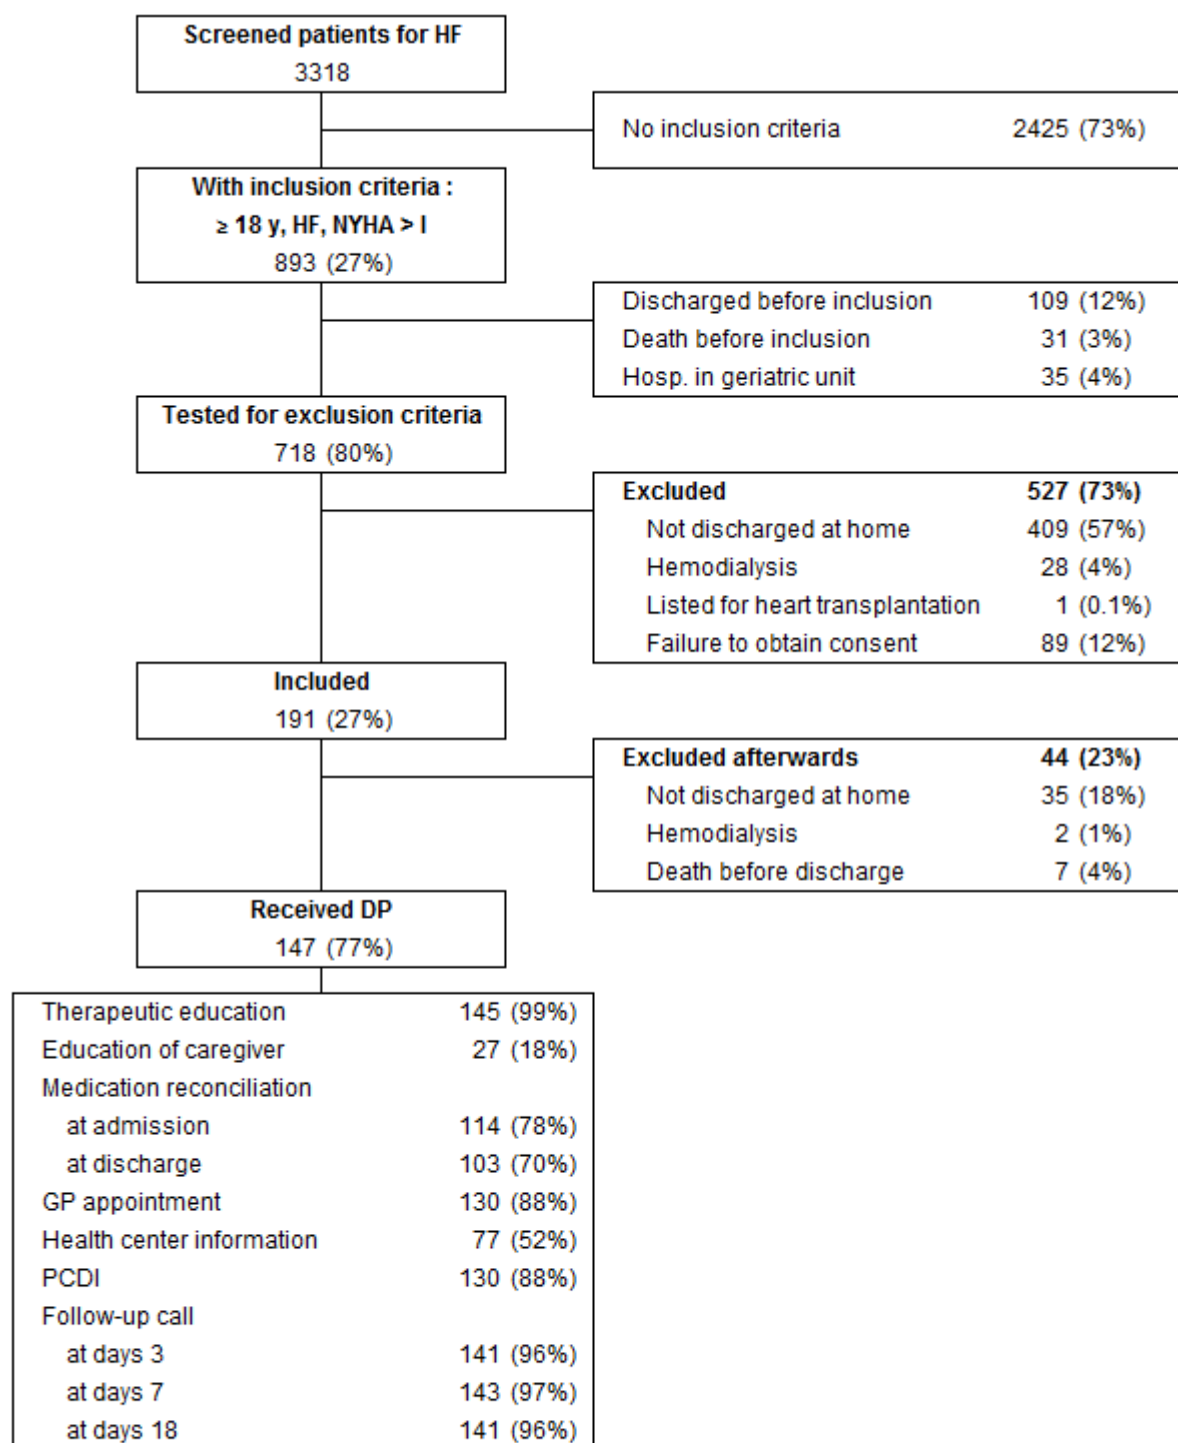 Screened patients for HF
3318
No inclusion criteria 2425 (73%)
With inclusion criteria :
≥ 18 y, HF, NYHA > I
893 (27%)
Discharged before inclusion 109 (12%)
Death before inclusion 31 (3%)
Hosp. in geriatric unit 35 (4%)
Tested for exclusion criteria
718 (80%)
Excluded 527 (73%)
Not discharged at home 409 (57%)
Hemodialysis 28 (4%)
Listed for heart transplantation 1 (0.1%)
Failure to obtain consent 89 (12%)
Included
191 (27%)
Excluded afterwards 44 (23%)
Not discharged at home 35 (18%)
Hemodialysis 2 (1%)
Death before discharge 7 (4%)
Received DP
147 (77%)
Therapeutic education 145 (99%)
Education of caregiver 27 (18%)
Medication reconciliation
at admission 114 (78%)
at discharge 103 (70%)
GP appointment 130 (88%)
Health center information 77 (52%)
PCDI 130 (88%)
Follow-up call
at days 3 141 (96%)
at days 7 143 (97%)
at days 18 141 (96%)